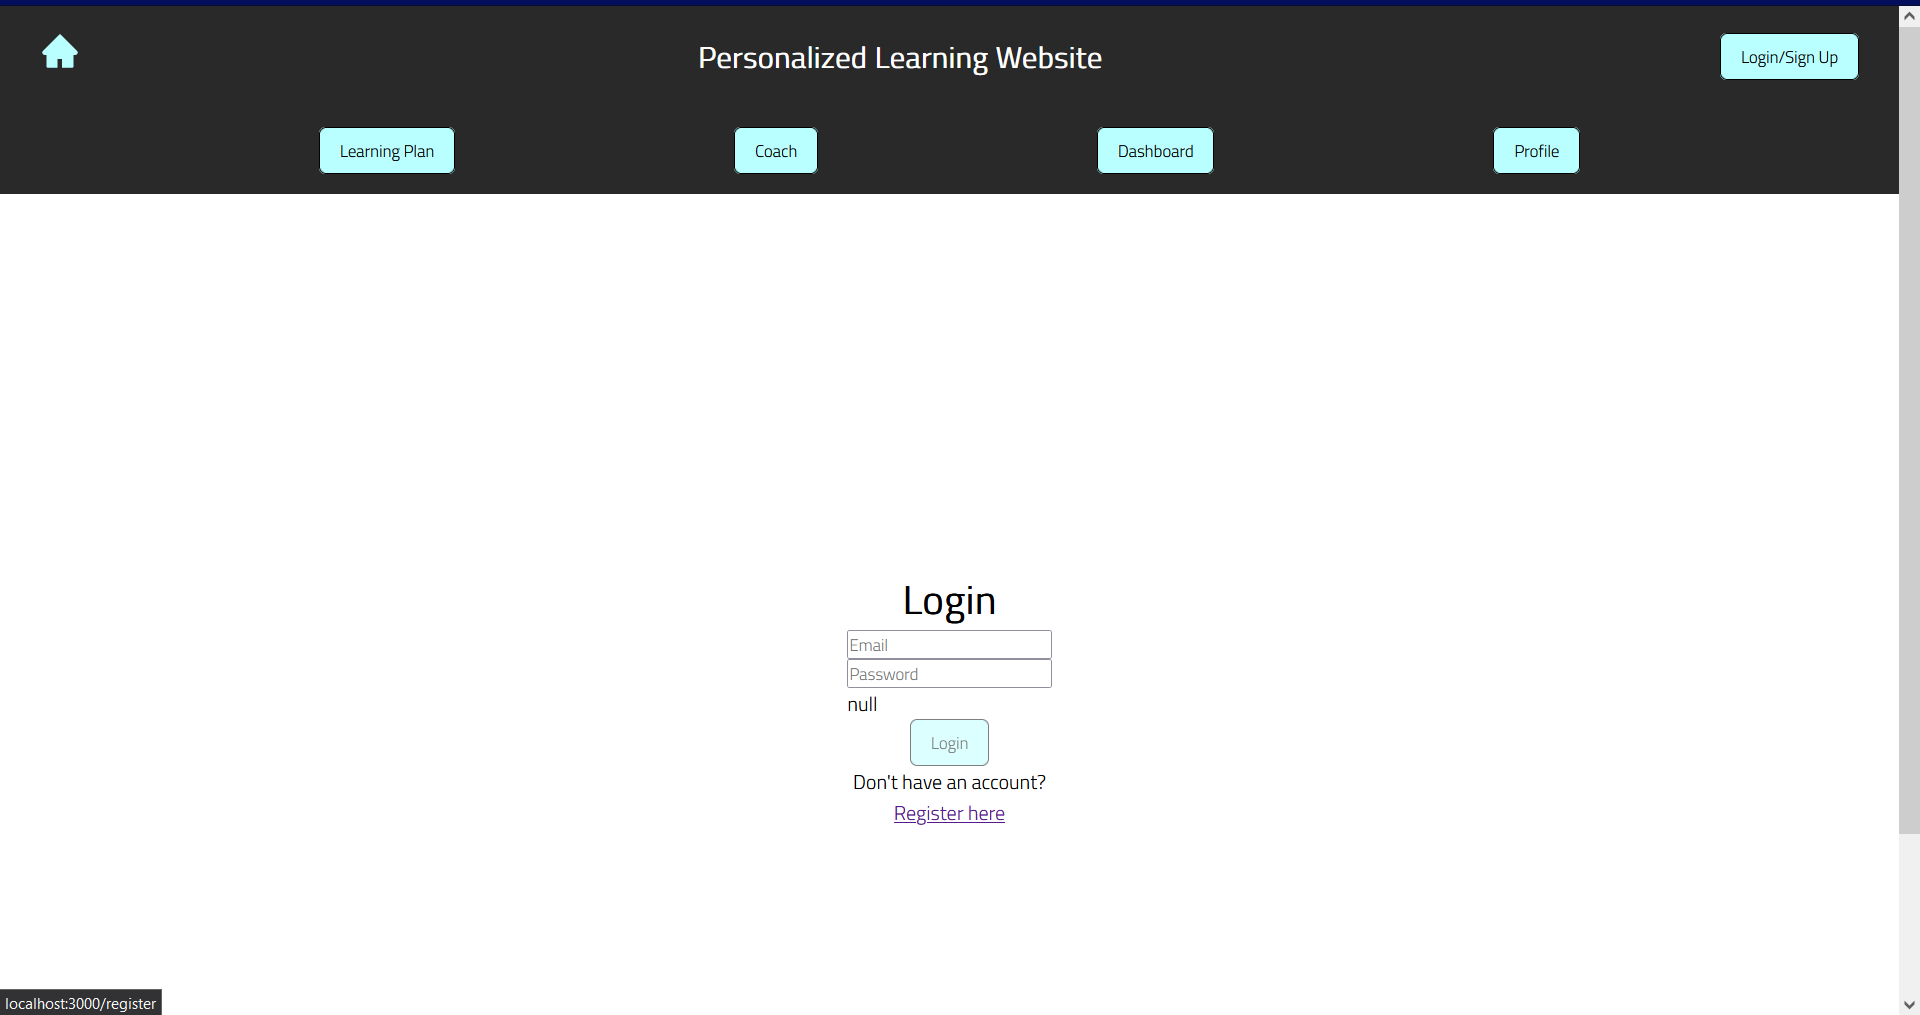 Personalized Learning Website
Login/Sign Up
Learning Plan
Coach
Dashboard
Profile
Login
Email
Password
null
Login
Don't have an account?
Register here
localhost:3000/register